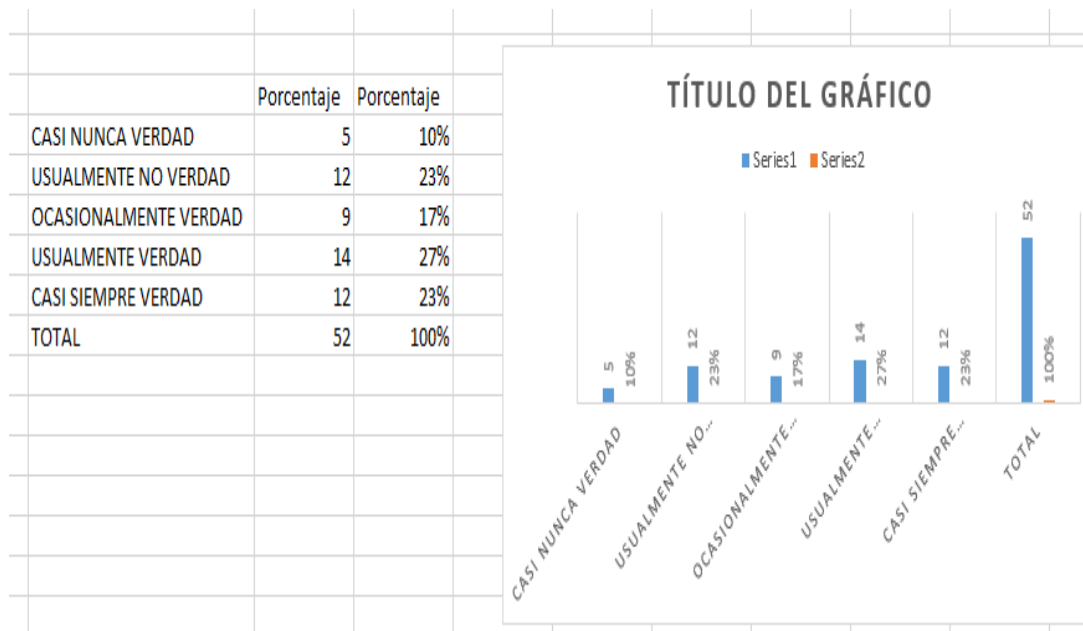 Porcentaje Porcentaje
CASI NUNCA VERDAD 5 10%
USUALMENTE NO VERDAD 12 23%
OCASIONALMENTE VERDAD 9 17%
USUALMENTE VERDAD 14 27%
CASI SIEMPRE VERDAD 12 23%
TOTAL 52 100%
TÍTULO DEL GRÁFICO
Series1 Series2
5 10%
12 23%
9 17%
14 27%
12 23%
52 100%
CASI NUNCA VERDAD
USUALMENTE NO...
OCASIONALMENTE...
USUALMENTE...
CASI SIEMPRE...
TOTAL